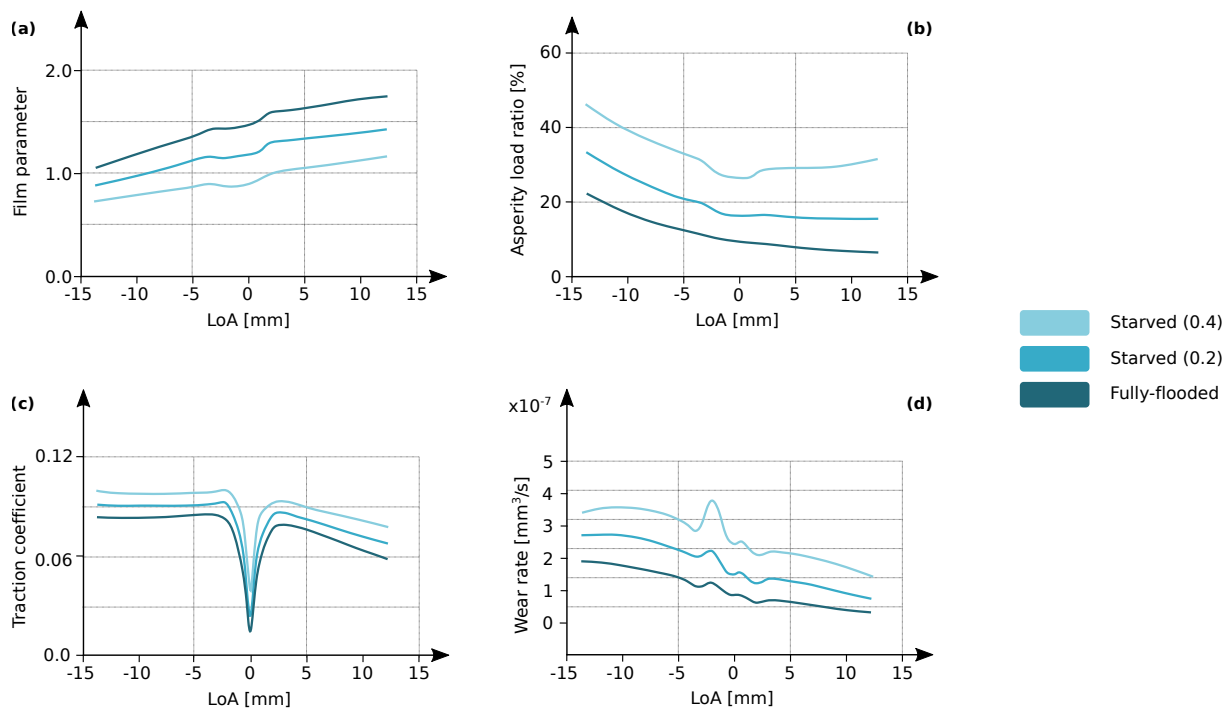 (a)
2.0
1.0
0.0
Film parameter
-15 -10 -5 0 5 10 15
LoA [mm]
(b)
60
40
20
0
Asperity load ratio [%]
-15 -10 -5 0 5 10 15
LoA [mm]
Starved (0.4)
Starved (0.2)
Fully-flooded
(c)
0.12
0.06
0.0
Traction coefficient
-15 -10 -5 0 5 10 15
LoA [mm]
x10⁻⁷
(d)
5
4
3
2
1
0
Wear rate [mm³/s]
-15 -10 -5 0 5 10 15
LoA [mm]